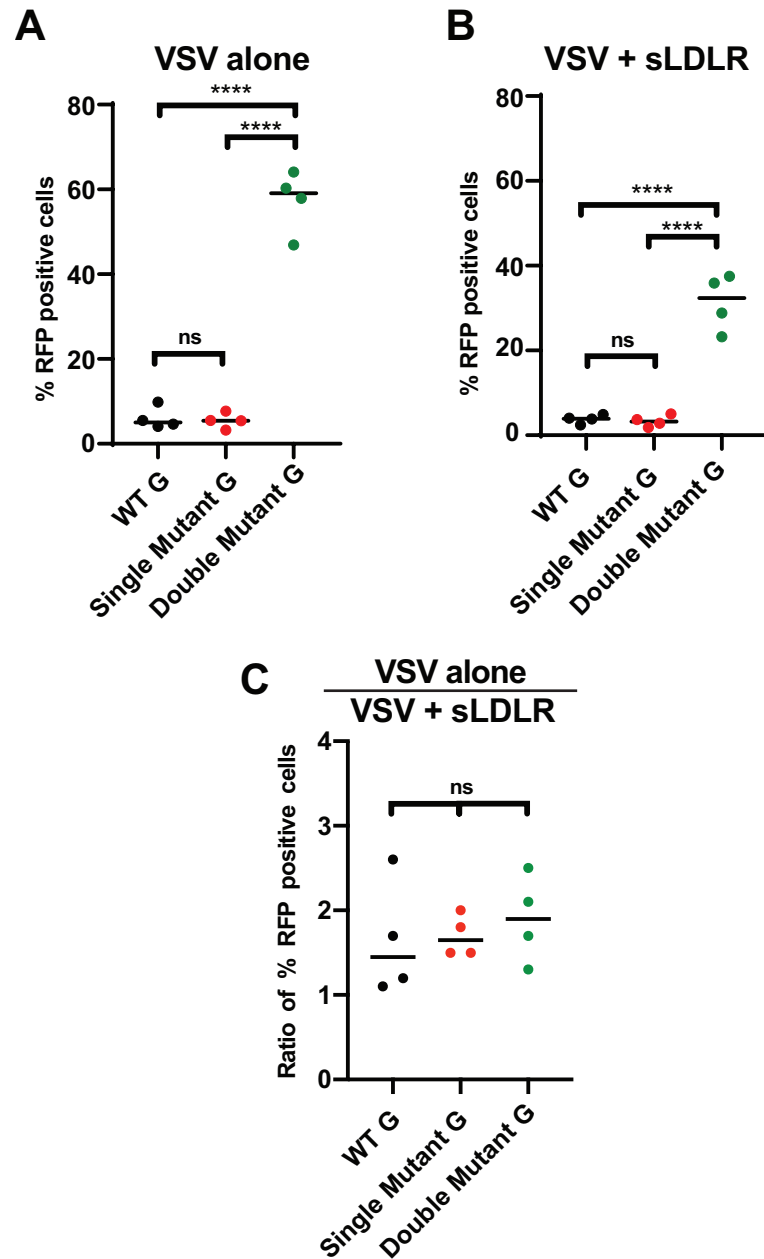 A
VSV alone
% RFP positive cells
80
60
40
20
0
****
****
ns
WT G
Single Mutant G
Double Mutant G
B
VSV + sLDLR
% RFP positive cells
80
60
40
20
0
****
****
ns
WT G
Single Mutant G
Double Mutant G
C
VSV alone
VSV + sLDLR
Ratio of % RFP positive cells
4
3
2
1
0
ns
WT G
Single Mutant G
Double Mutant G